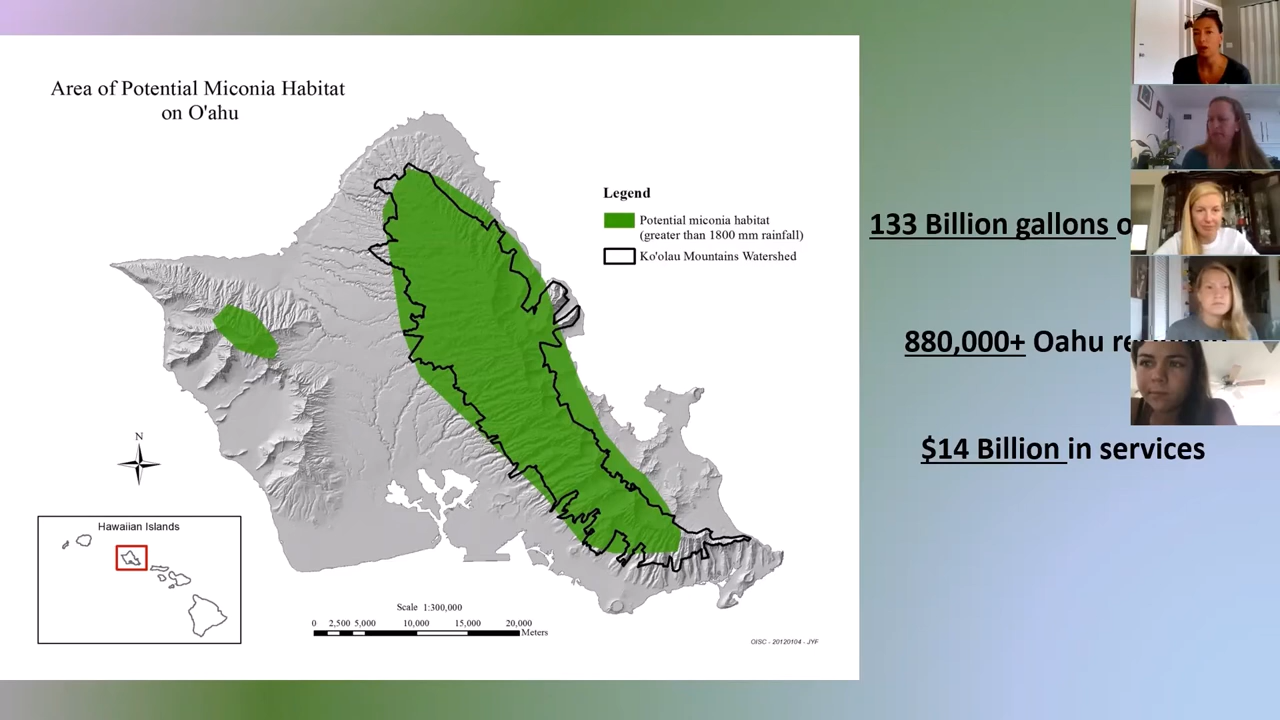 Area of Potential Miconia Habitat
on O'ahu
Legend
Potential miconia habitat
(greater than 1800 mm rainfall)
Ko'olau Mountains Watershed
133 Billion gallons
880,000+ Oahu
$14 Billion in services
N
Hawaiian Islands
Scale 1:300,000
0 2,500 5,000 10,000 15,000 20,000
Meters
OISC - 20120104 - JYF